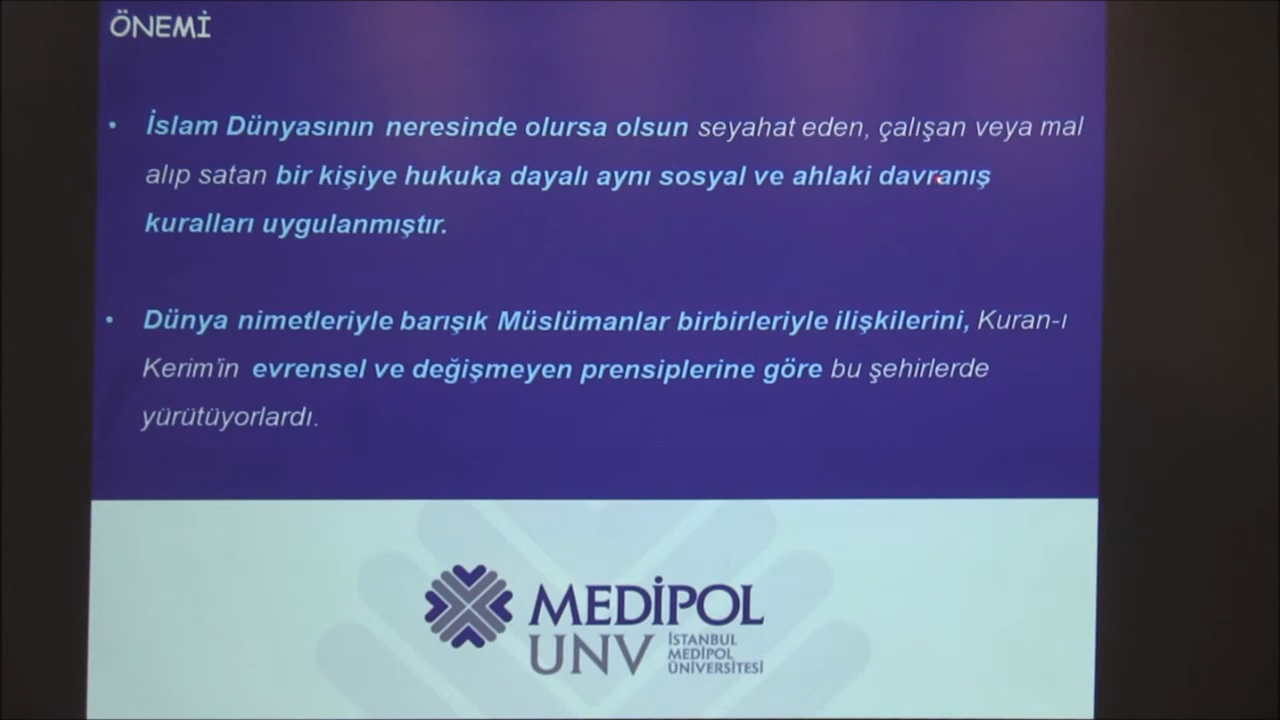 ÖNEMİ
• İslam Dünyasının neresinde olursa olsun seyahat eden, çalışan veya mal
alıp satan bir kişiye hukuka dayalı aynı sosyal ve ahlaki davranış
kuralları uygulanmıştır.
• Dünya nimetleriyle barışık Müslümanlar birbirleriyle ilişkilerini, Kuran-ı
Kerim'in evrensel ve değişmeyen prensiplerine göre bu şehirlerde
yürütüyorlardı.
MEDİPOL
UNV
İSTANBUL
MEDİPOL
ÜNİVERSİTESİ